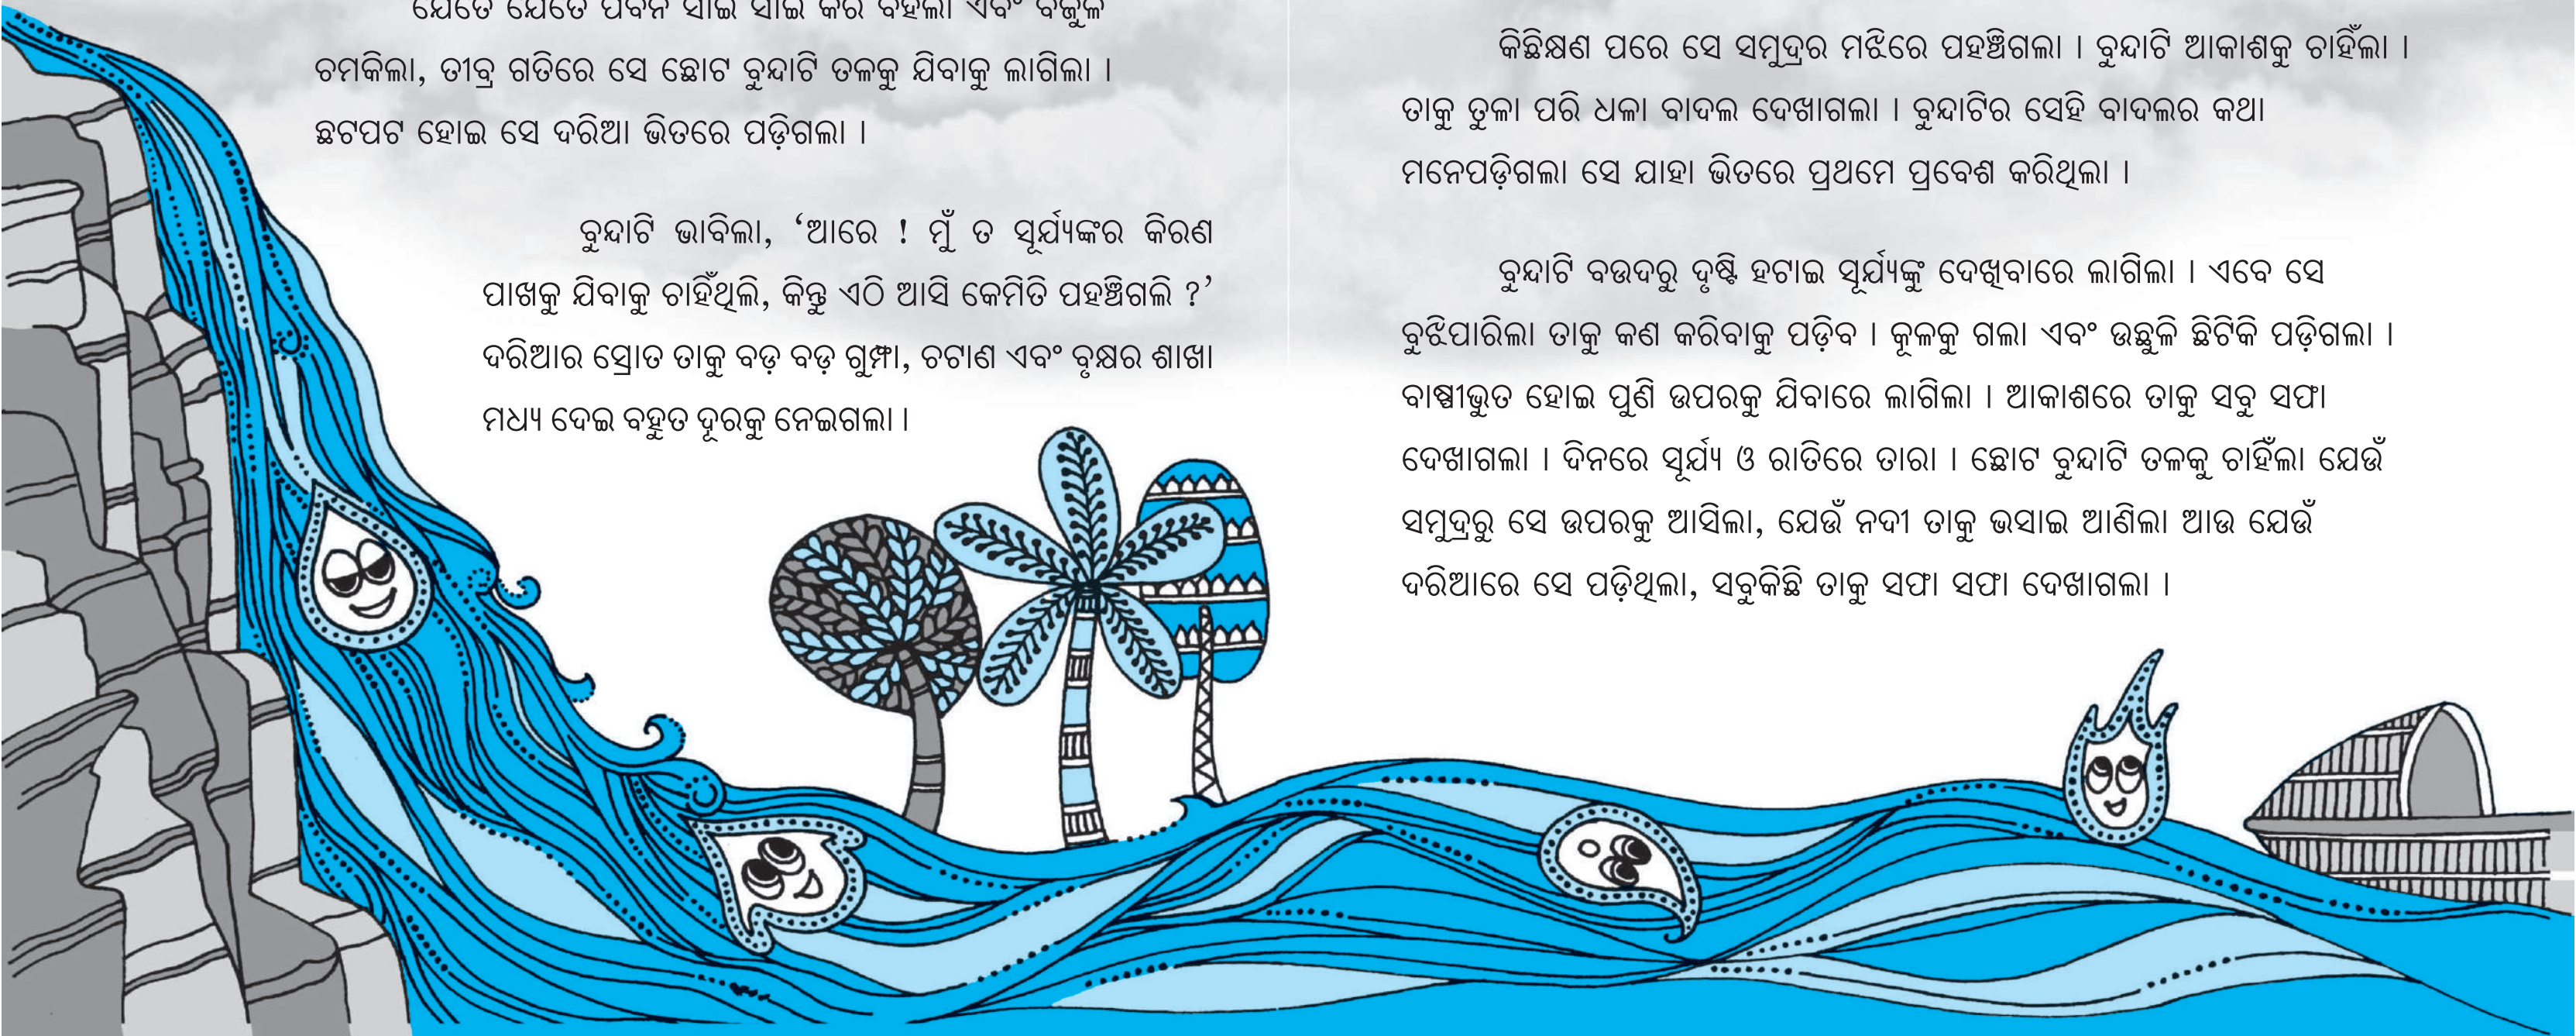 ଯେତେ ଯେତେ ପବନ ସାଇଁ ସାଇଁ କରି ବହିଲା ଏବଂ ବିଜୁଳି
ଚମକିଲା, ତୀବ୍ର ଗତିରେ ସେ ଛୋଟ ବୁନ୍ଦାଟି ତଳକୁ ଯିବାକୁ ଲାଗିଲା ।
ଛଟପଟ ହୋଇ ସେ ଦରିଆ ଭିତରେ ପଡ଼ିଗଲା ।
ବୁନ୍ଦାଟି ଭାବିଲା, ‘ଆରେ ! ମୁଁ ତ ସୂର୍ଯ୍ୟଙ୍କର କିରଣ
ପାଖକୁ ଯିବାକୁ ଚାହିଁଥିଲି, କିନ୍ତୁ ଏଠି ଆସି କେମିତି ପହଞ୍ଚିଗଲି ?’
ଦରିଆର ସ୍ରୋତ ତାକୁ ବଡ଼ ବଡ଼ ଗୁମ୍ଫା, ଚଟାଣ ଏବଂ ବୃକ୍ଷର ଶାଖା
ମଧ୍ୟ ଦେଇ ବହୁତ ଦୂରକୁ ନେଇଗଲା ।
କିଛିକ୍ଷଣ ପରେ ସେ ସମୁଦ୍ରର ମଝିରେ ପହଞ୍ଚିଗଲା । ବୁନ୍ଦାଟି ଆକାଶକୁ ଚାହିଁଲା ।
ତାକୁ ତୁଳା ପରି ଧଳା ବାଦଲ ଦେଖାଗଲା । ବୁନ୍ଦାଟିର ସେହି ବାଦଲର କଥା
ମନେପଡ଼ିଗଲା ସେ ଯାହା ଭିତରେ ପ୍ରଥମେ ପ୍ରବେଶ କରିଥିଲା ।
ବୁନ୍ଦାଟି ବଉଦରୁ ଦୃଷ୍ଟି ହଟାଇ ସୂର୍ଯ୍ୟଙ୍କୁ ଦେଖିବାରେ ଲାଗିଲା । ଏବେ ସେ
ବୁଝିପାରିଲା ତାକୁ କଣ କରିବାକୁ ପଡ଼ିବ । କୂଳକୁ ଗଲା ଏବଂ ଉଛୁଳି ଛିଟିକି ପଡ଼ିଗଲା ।
ବାଷ୍ପୀଭୁତ ହୋଇ ପୁଣି ଉପରକୁ ଯିବାରେ ଲାଗିଲା । ଆକାଶରେ ତାକୁ ସବୁ ସଫା
ଦେଖାଗଲା । ଦିନରେ ସୂର୍ଯ୍ୟ ଓ ରାତିରେ ତାରା । ଛୋଟ ବୁନ୍ଦାଟି ତଳକୁ ଚାହିଁଲା ଯେଉଁ
ସମୁଦ୍ରରୁ ସେ ଉପରକୁ ଆସିଲା, ଯେଉଁ ନଦୀ ତାକୁ ଭସାଇ ଆଣିଲା ଆଉ ଯେଉଁ
ଦରିଆରେ ସେ ପଡ଼ିଥିଲା, ସବୁକିଛି ତାକୁ ସଫା ସଫା ଦେଖାଗଲା ।